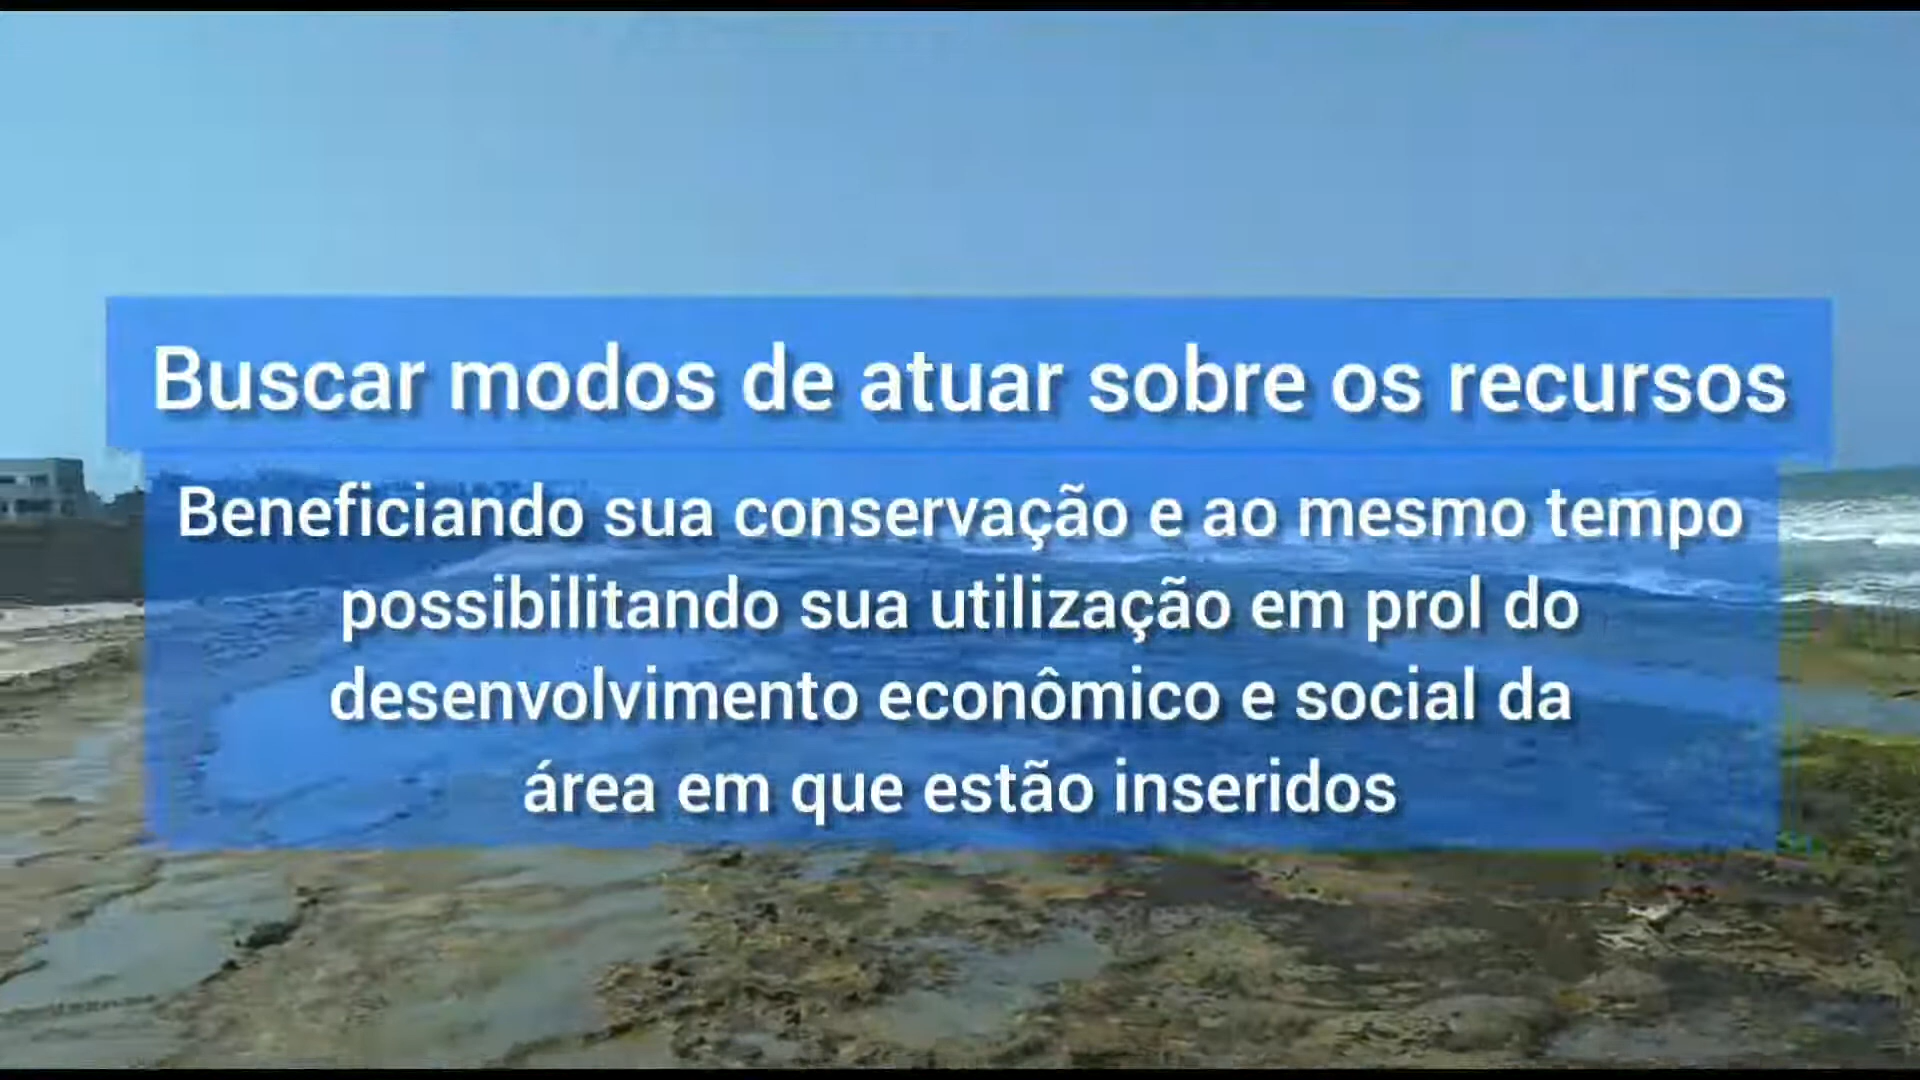 Buscar modos de atuar sobre os recursos
Beneficiando sua conservação e ao mesmo tempo
possibilitando sua utilização em prol do
desenvolvimento econômico e social da
área em que estão inseridos